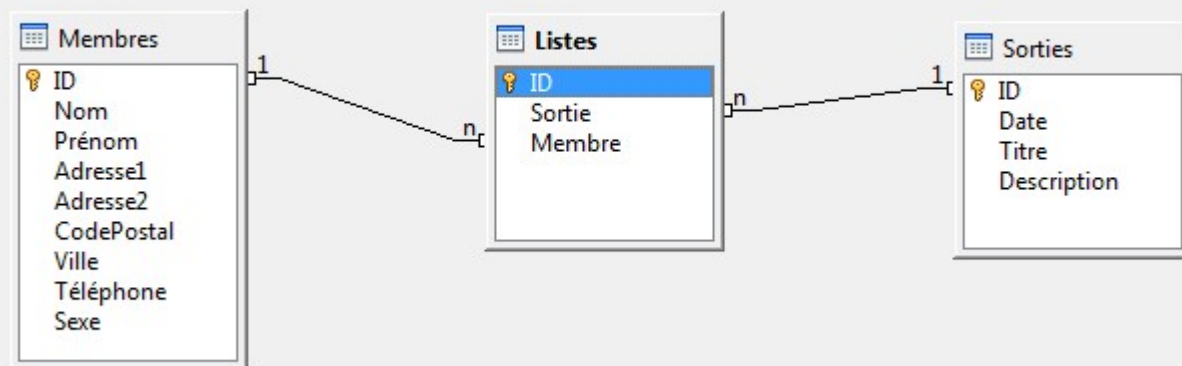 Membres
ID
Nom
Prénom
Adresse1
Adresse2
CodePostal
Ville
Téléphone
Sexe
1
n
Listes
ID
Sortie
Membre
n
1
Sorties
ID
Date
Titre
Description